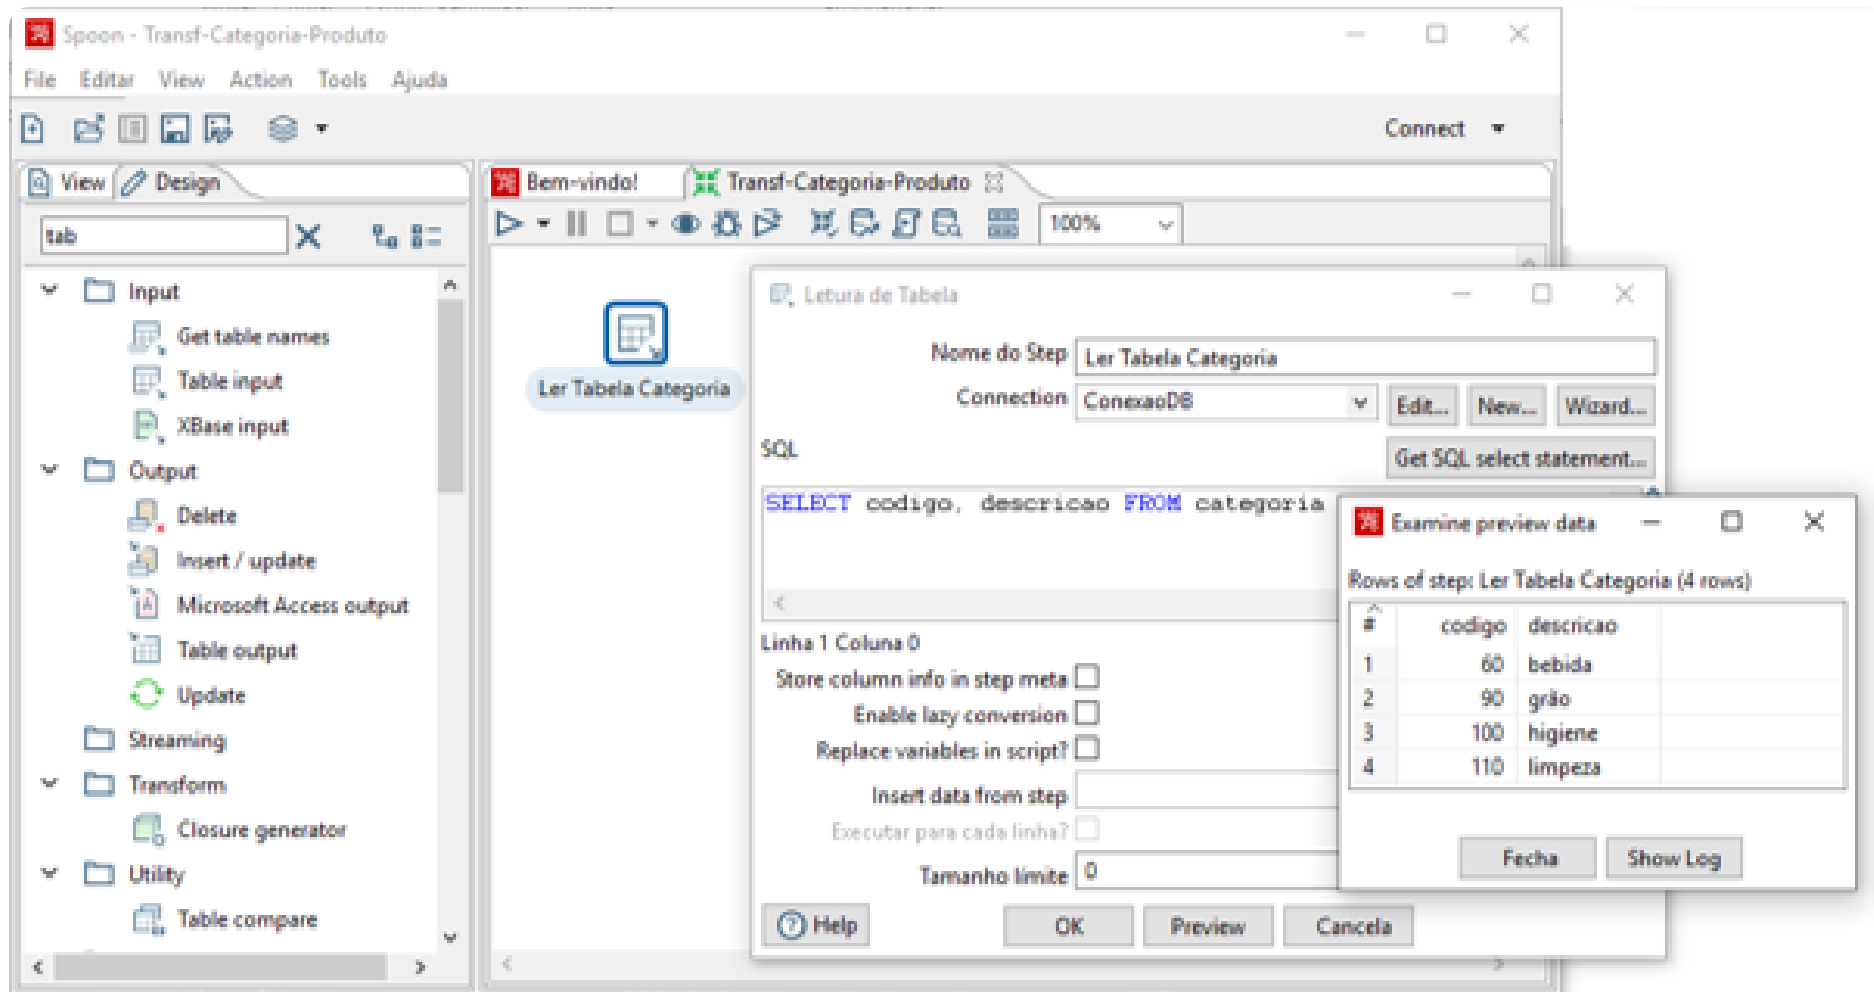 Spoon - Transf-Categoria-Produto
File Editar View Action Tools Ajuda
Connect
View Design
tab
Input
Get table names
Table input
XBase input
Output
Delete
Insert / update
Microsoft Access output
Table output
Update
Streaming
Transform
Closure generator
Utility
Table compare
Bem-vindo! Transf-Categoria-Produto
100%
Ler Tabela Categoria
Letura de Tabela
Nome do Step Ler Tabela Categoria
Connection ConexaoDB Edit... New... Wizard...
SQL Get SQL select statement...
SELECT codigo, descricao FROM categoria
Linha 1 Coluna 0
Store column info in step meta
Enable lazy conversion
Replace variables in script?
Insert data from step
Executar para cada linha?
Tamanho límite 0
Help OK Preview Cancela
Examine preview data
Rows of step: Ler Tabela Categoria (4 rows)
# codigo descricao
1 60 bebida
2 90 grão
3 100 higiene
4 110 limpeza
Fecha Show Log